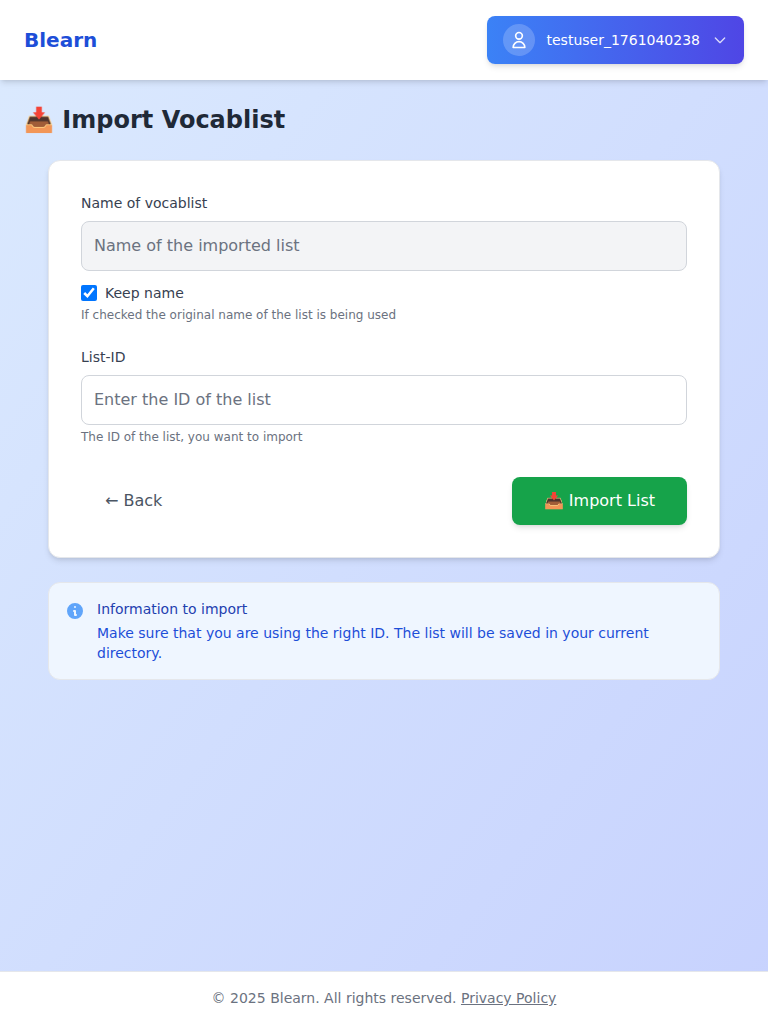 Blearn
testuser_1761040238
📥 Import Vocablist
Name of vocablist
Name of the imported list
Keep name
If checked the original name of the list is being used
List-ID
Enter the ID of the list
The ID of the list, you want to import
← Back
📥 Import List
Information to import
Make sure that you are using the right ID. The list will be saved in your current
directory.
© 2025 Blearn. All rights reserved. Privacy Policy